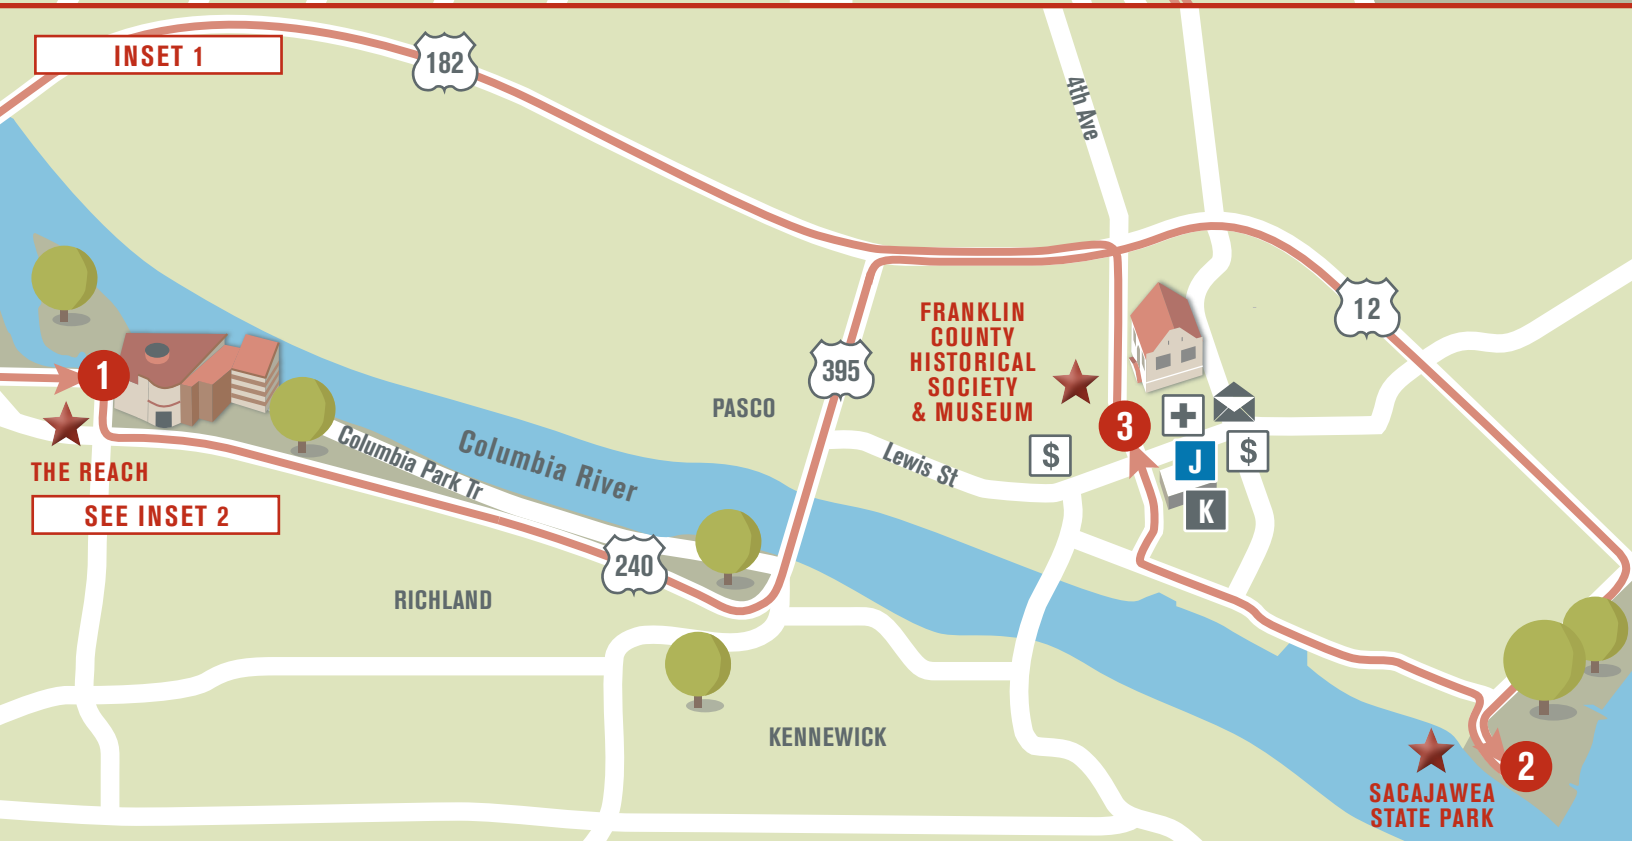 INSET 1
182
4th Ave
12
FRANKLIN
COUNTY
HISTORICAL
SOCIETY
& MUSEUM
395
1
PASCO
3
$
J
$
K
Lewis St
Columbia River
Columbia Park Tr
THE REACH
SEE INSET 2
240
RICHLAND
KENNEWICK
2
SACAJAWEA
STATE PARK